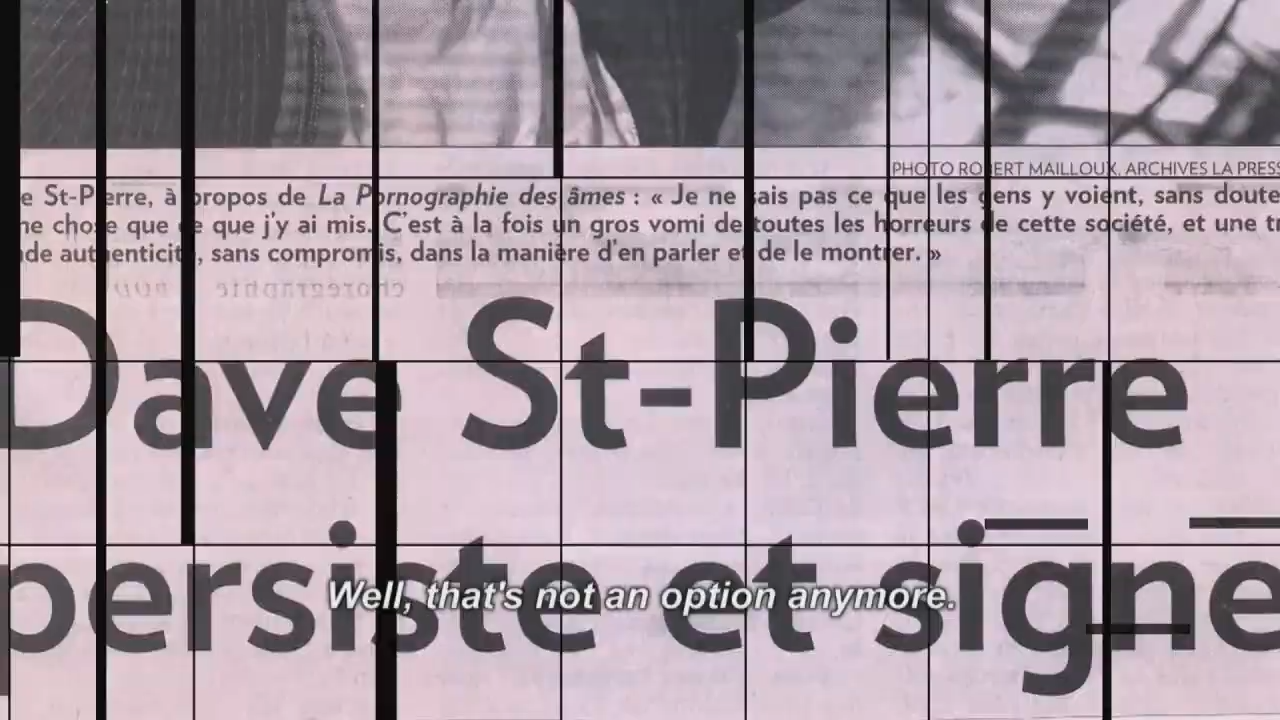 PHOTO ROBERT MAILLOUX, ARCHIVES LA PRESS
e St-Pierre, à propos de La Pornographie des âmes : « Je ne sais pas ce que les gens y voient, sans doute
ne chose que ce que j'y ai mis. C'est à la fois un gros vomi de toutes les horreurs de cette société, et une
de authenticité, sans compromis, dans la manière d'en parler et de le montrer. »
chorégraphie
Dave St-Pierre
persiste et signe
Well, that's not an option anymore.